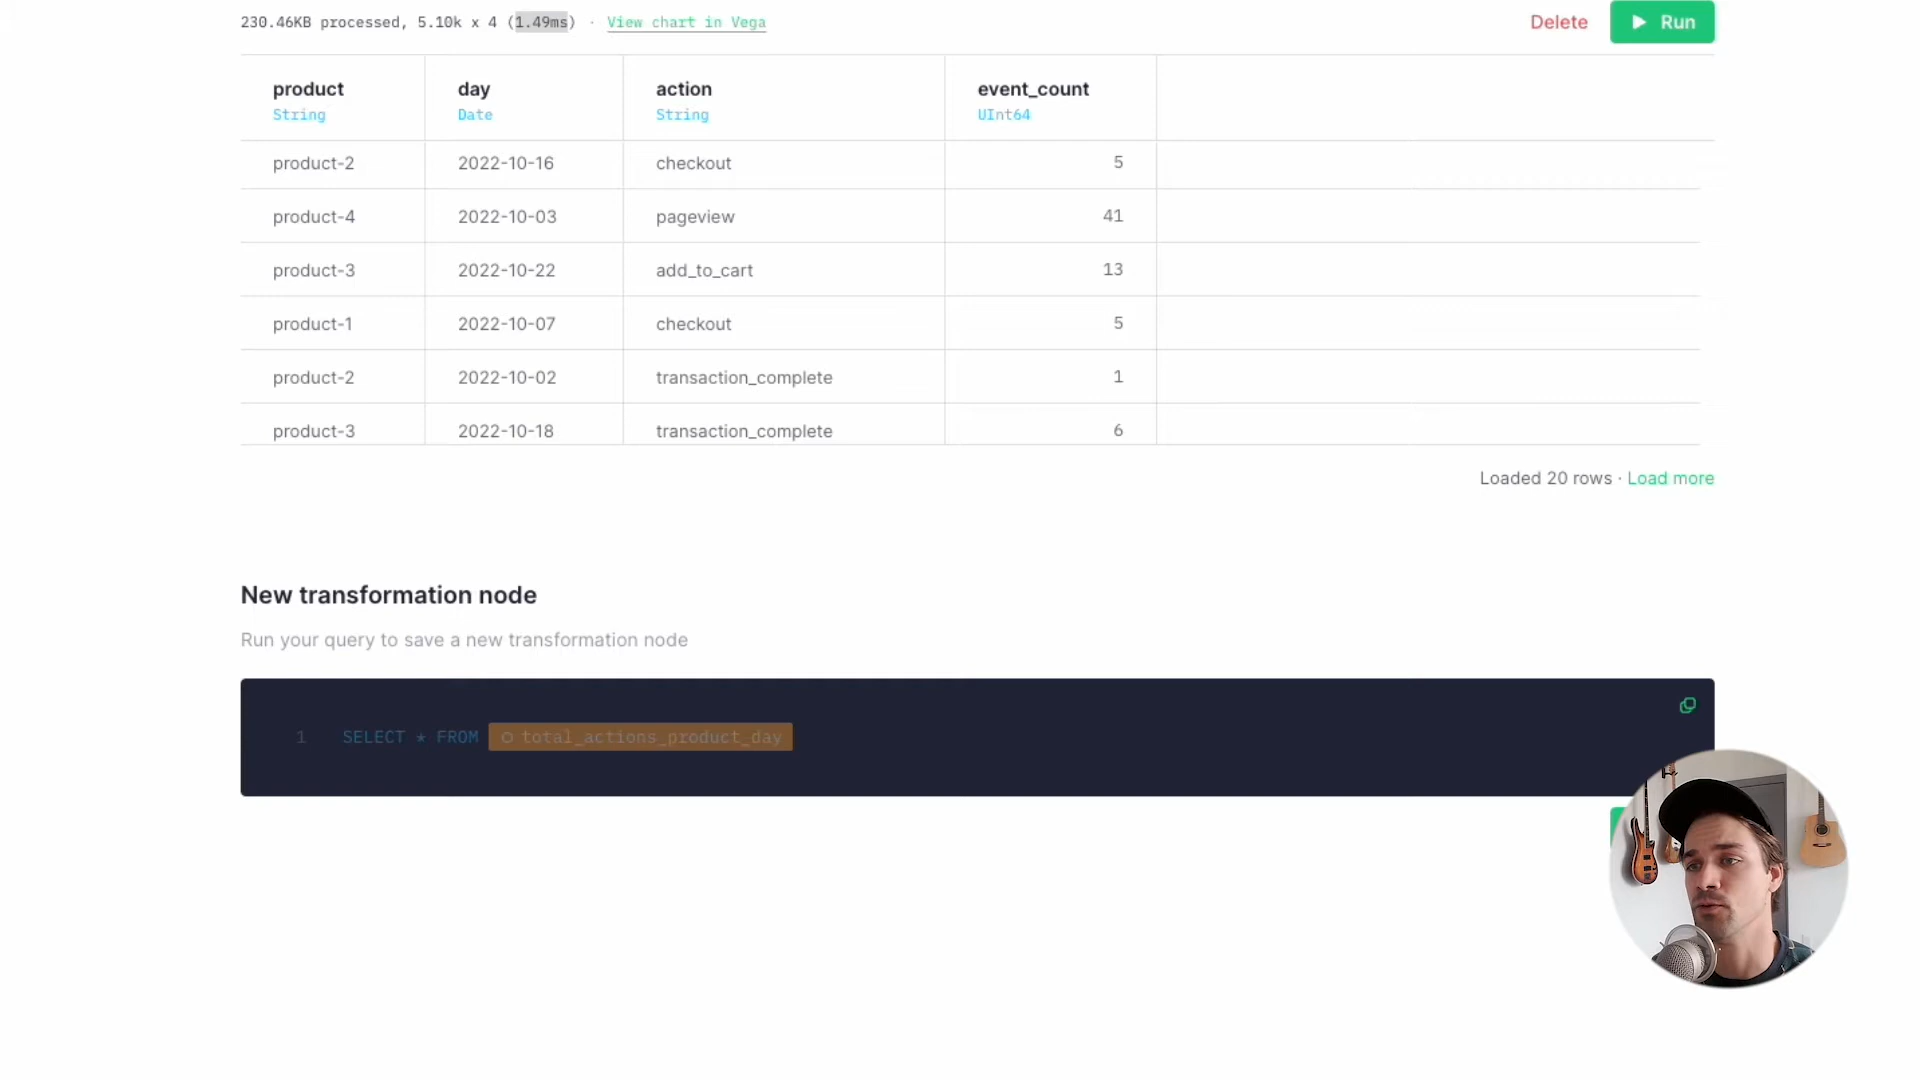 230.46KB processed, 5.10k x 4 (1.49ms) · View chart in Vega Delete Run
product day action event_count
String Date String UInt64
product-2 2022-10-16 checkout 5
product-4 2022-10-03 pageview 41
product-3 2022-10-22 add_to_cart 13
product-1 2022-10-07 checkout 5
product-2 2022-10-02 transaction_complete 1
product-3 2022-10-18 transaction_complete 6
Loaded 20 rows · Load more
New transformation node
Run your query to save a new transformation node
1 SELECT * FROM total_actions_product_day